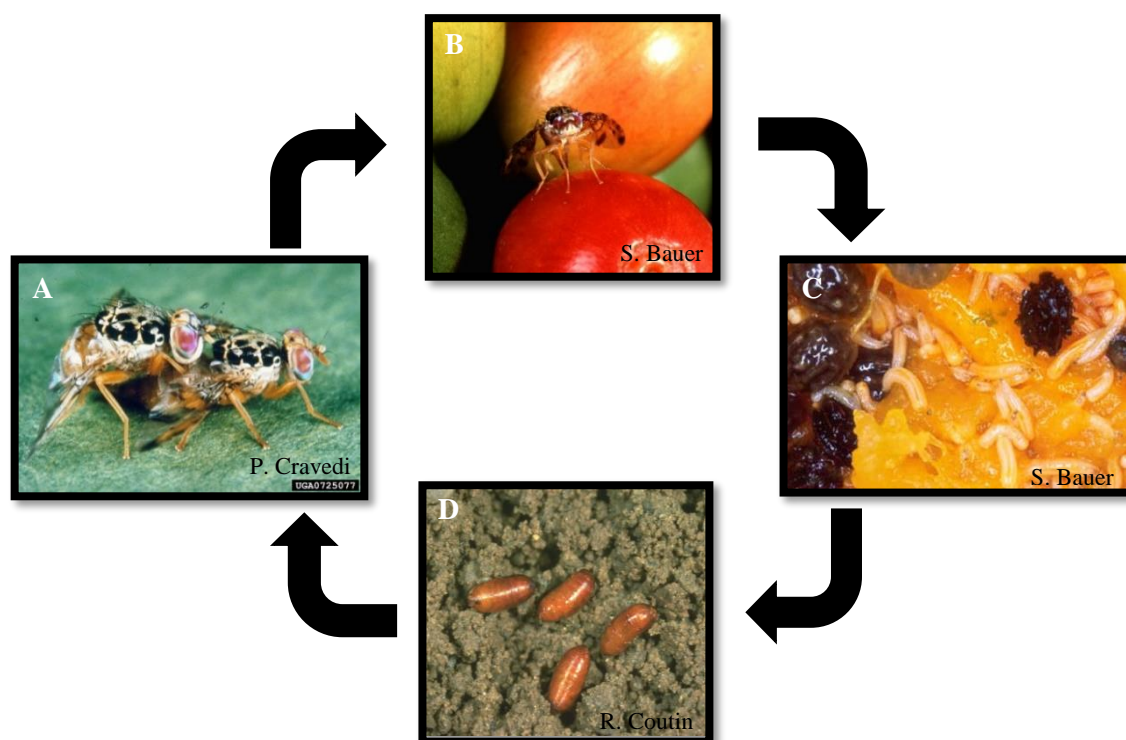 B
S. Bauer
A
P. Cravedi
UGA0725077
C
S. Bauer
D
R. Coutin